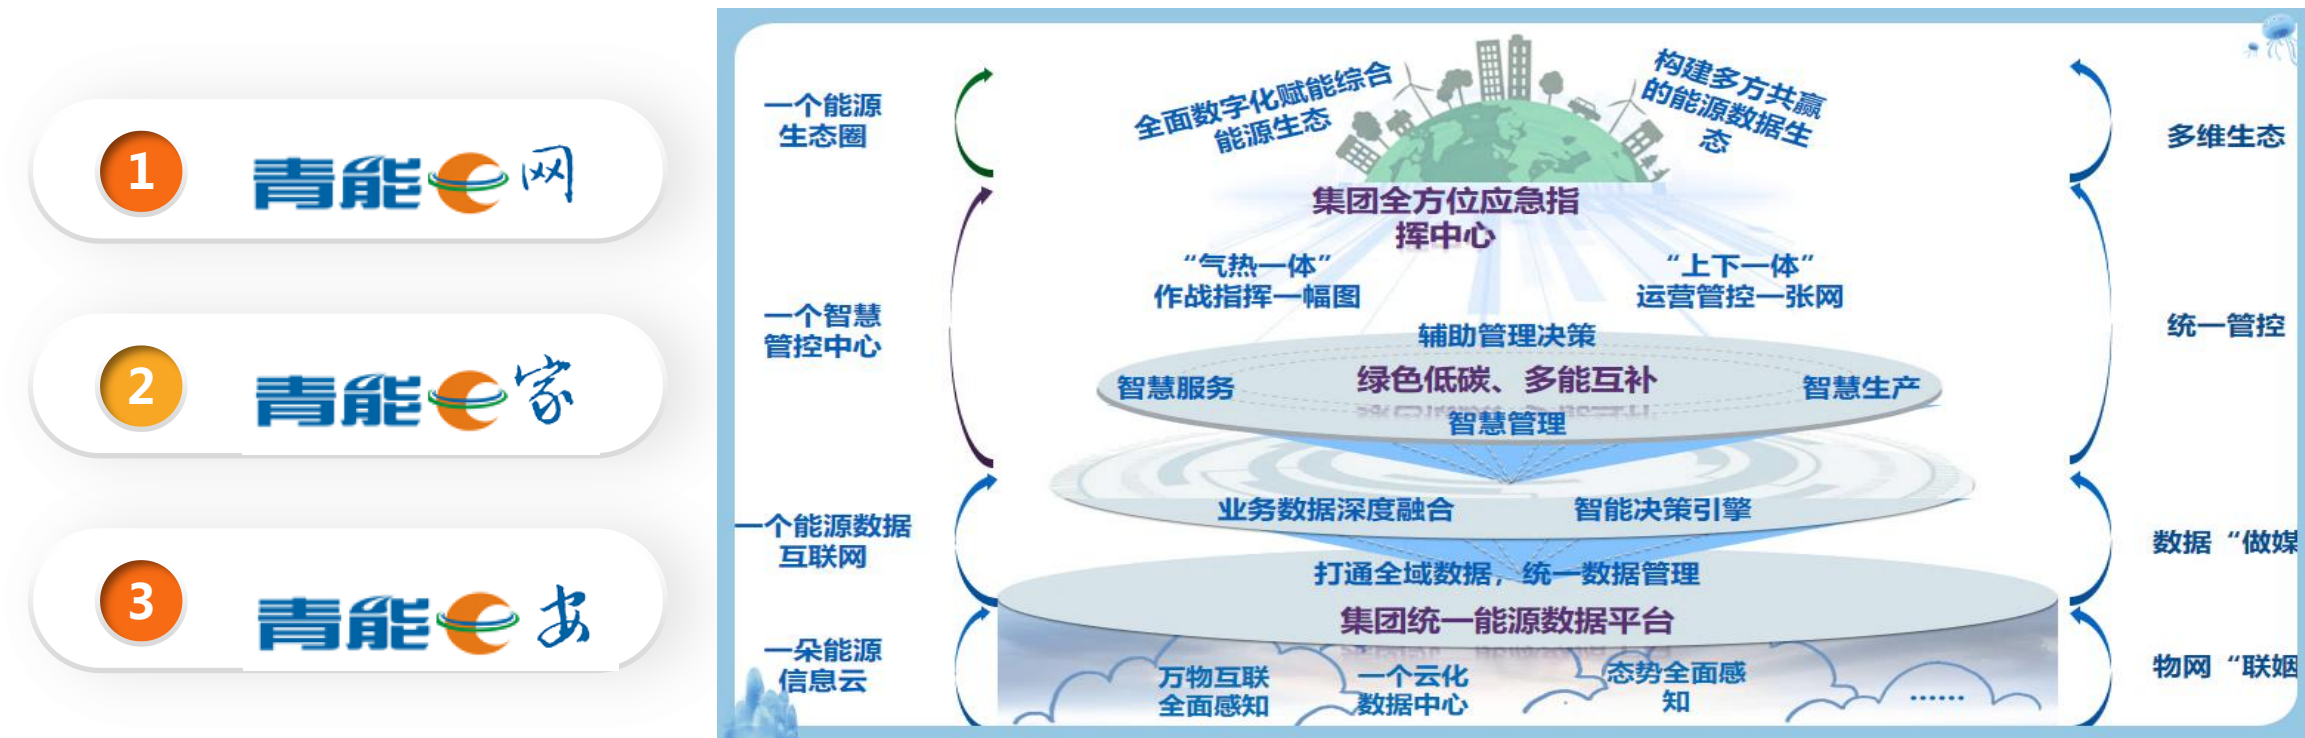 1
青能e网
2
青能e家
3
青能e安
一个能源
生态圈
全面数字化赋能综合
能源生态
构建多方共赢
的能源数据生
态
多维生态
集团全方位应急指
挥中心
“气热一体”
作战指挥一幅图
“上下一体”
运营管控一张网
一个智慧
管控中心
统一管控
辅助管理决策
智慧服务
绿色低碳、多能互补
智慧生产
智慧管理
一个能源数据
互联网
业务数据深度融合
智能决策引擎
数据“做媒
打通全域数据，统一数据管理
集团统一能源数据平台
一朵能源
信息云
万物互联
全面感知
一个云化
数据中心
态势全面感
知
······
物网“联姻